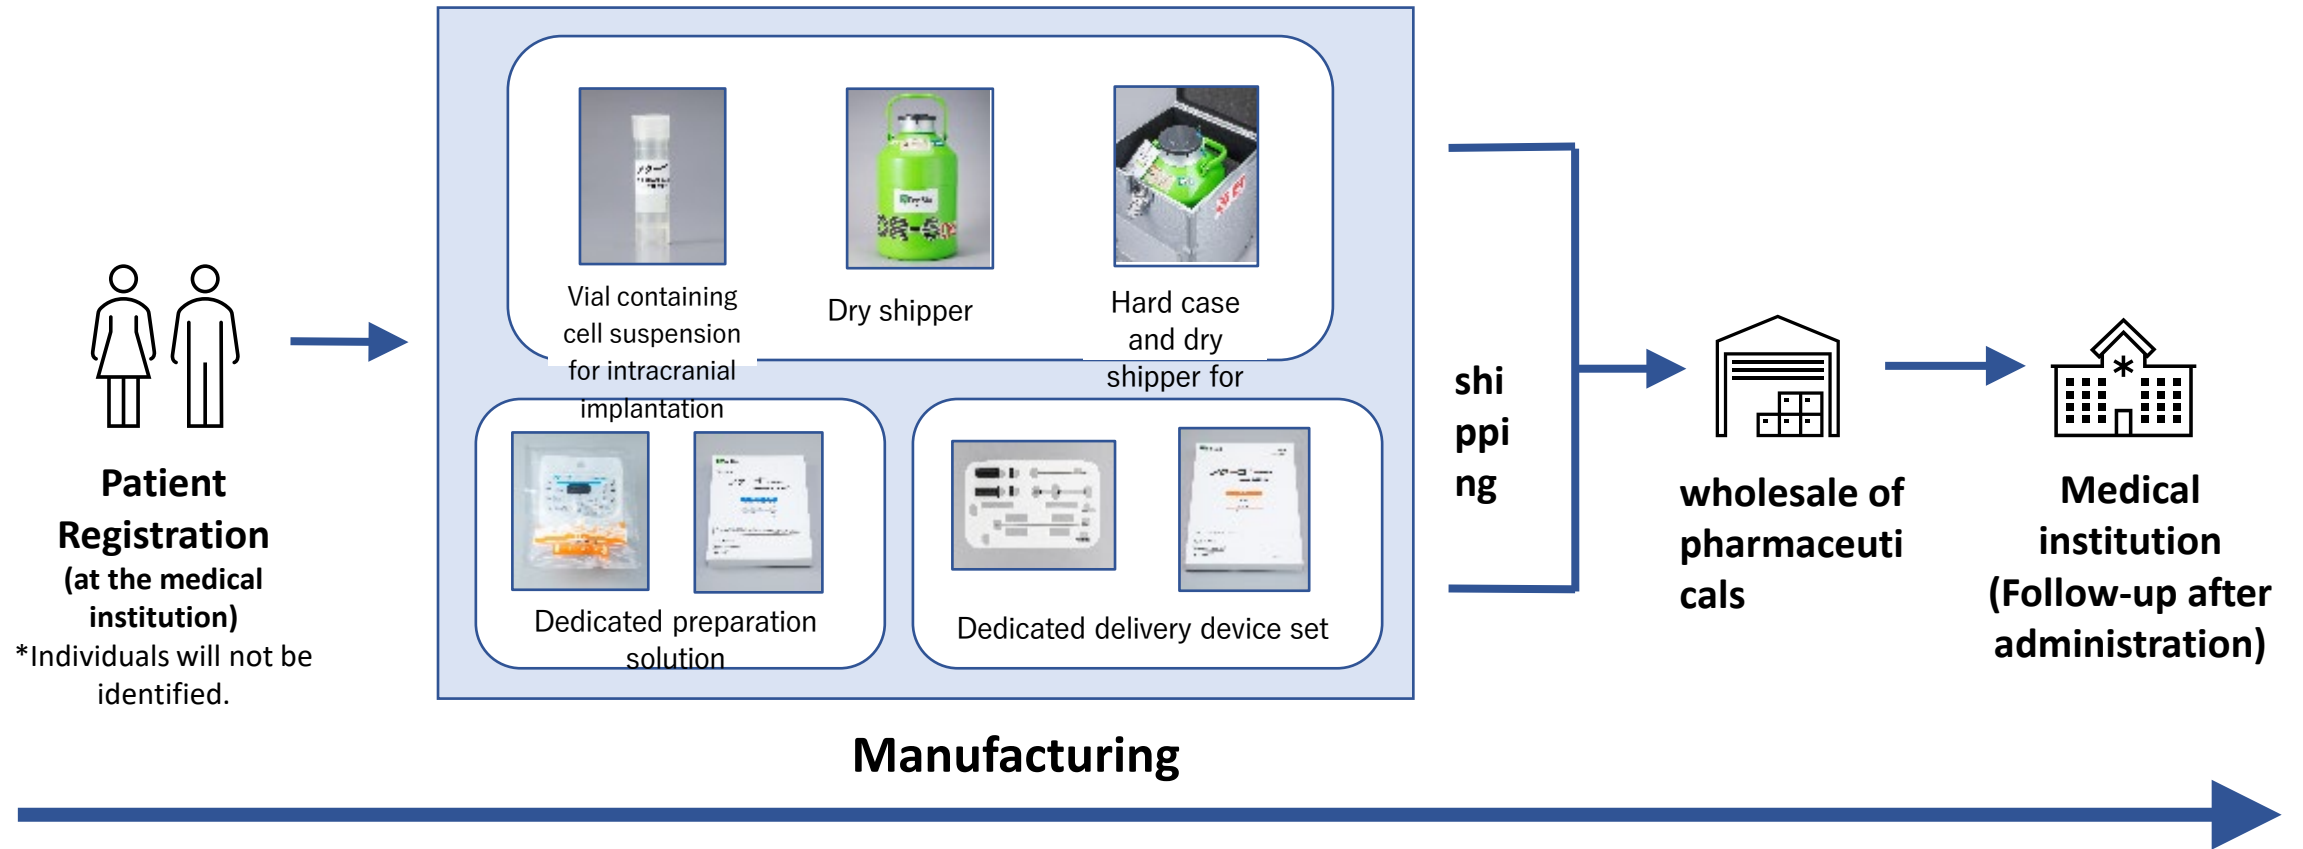 Vial containing
cell suspension
for intracranial
implantation
Dry shipper
Hard case
and dry
shipper for
Dedicated preparation
solution
Dedicated delivery device set
Patient
Registration
(at the medical
institution)
*Individuals will not be
identified.
shi
ppi
ng
wholesale of
pharmaceuti
cals
Medical
institution
(Follow-up after
administration)
Manufacturing